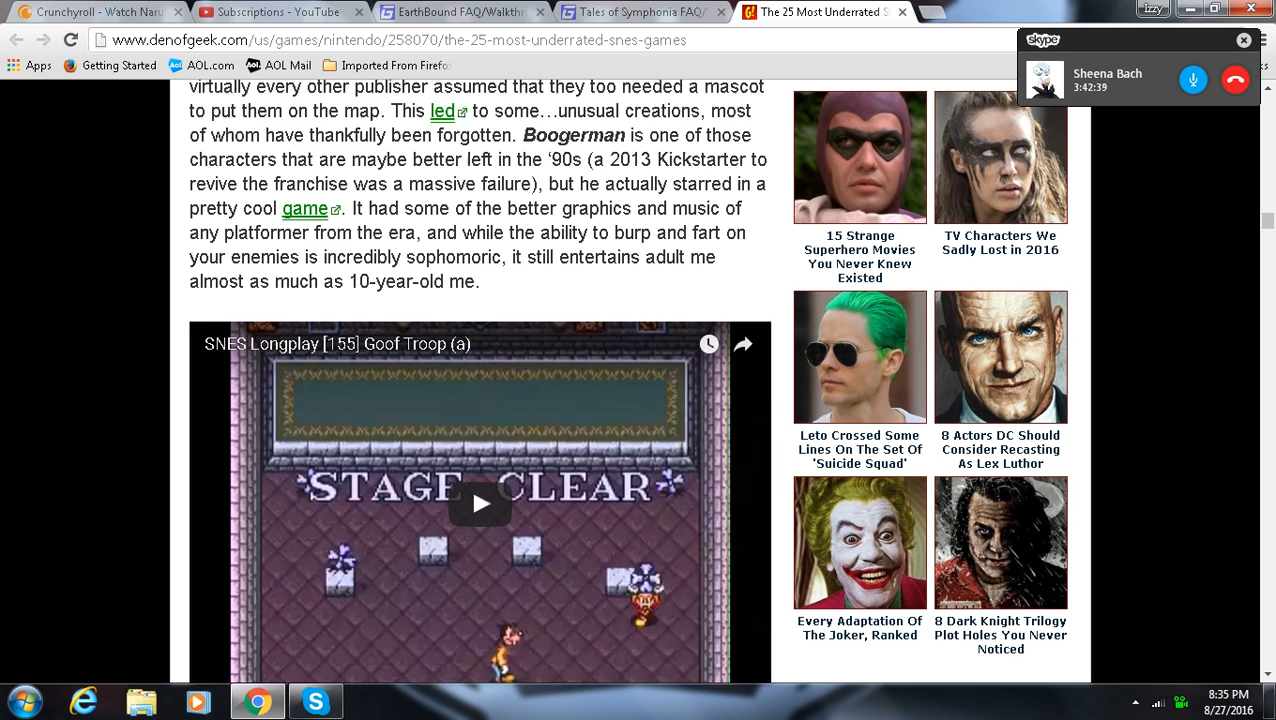 Crunchyroll - Watch Naru
Subscriptions - YouTube
EarthBound FAQ/Walkthr
Tales of Symphonia FAQ/
The 25 Most Underrated S
Izzy
www.denofgeek.com/us/games/nintendo/258070/the-25-most-underrated-snes-games
Apps
Getting Started
AOL.com
Aol.
AOL Mail
Imported From Firefo
skype
Sheena Bach
3:42:39
virtually every other publisher assumed that they too needed a mascot
to put them on the map. This led to some…unusual creations, most
of whom have thankfully been forgotten. Boogerman is one of those
characters that are maybe better left in the ‘90s (a 2013 Kickstarter to
revive the franchise was a massive failure), but he actually starred in a
pretty cool game. It had some of the better graphics and music of
any platformer from the era, and while the ability to burp and fart on
your enemies is incredibly sophomoric, it still entertains adult me
almost as much as 10-year-old me.
SNES Longplay [155] Goof Troop (a)
STAGE CLEAR
15 Strange
Superhero Movies
You Never Knew
Existed
TV Characters We
Sadly Lost in 2016
Leto Crossed Some
Lines On The Set Of
'Suicide Squad'
8 Actors DC Should
Consider Recasting
As Lex Luthor
Every Adaptation Of
The Joker, Ranked
8 Dark Knight Trilogy
Plot Holes You Never
Noticed
8:35 PM
8/27/2016